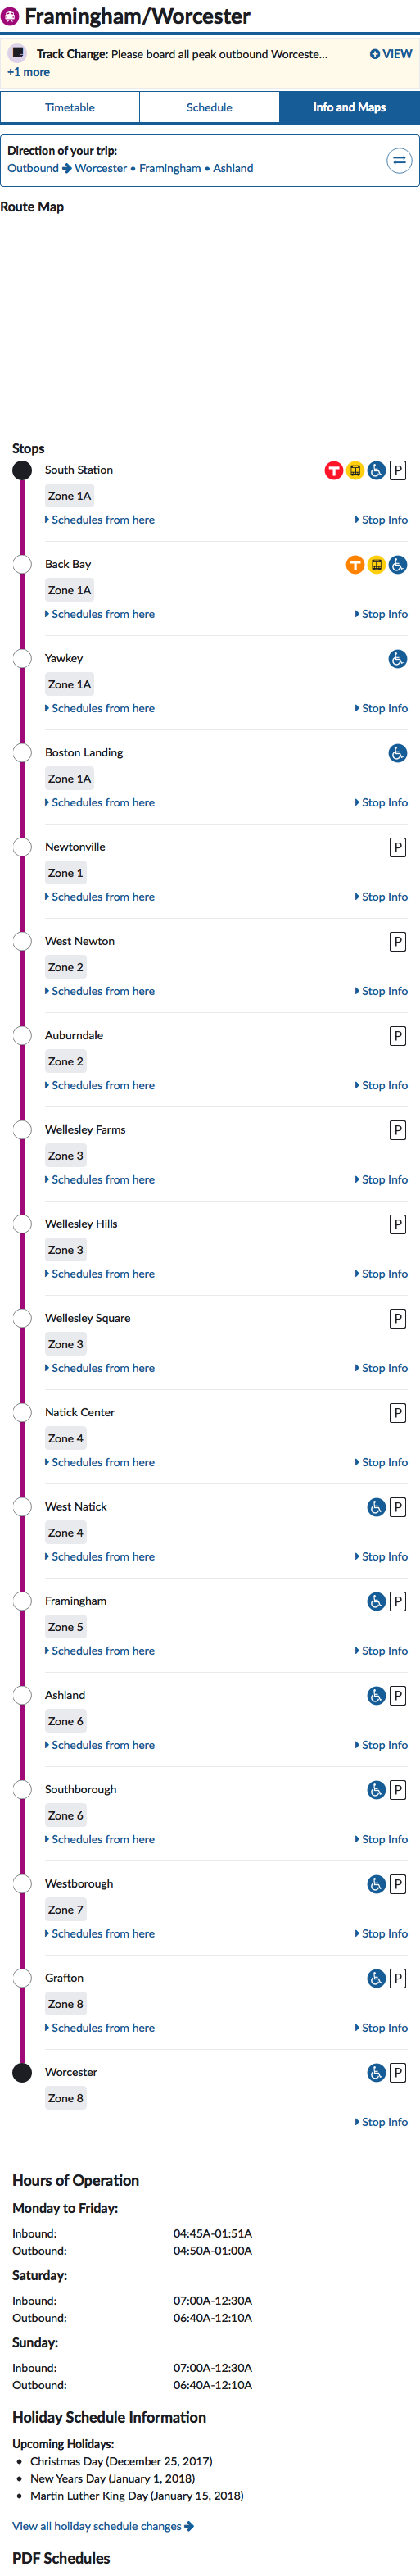 Framingham/Worcester
Track Change: Please board all peak outbound Worceste... VIEW
+1 more
Timetable Schedule Info and Maps
Direction of your trip:
Outbound Worcester • Framingham • Ashland
Route Map
Stops
South Station T P
Zone 1A
Schedules from here Stop Info
Back Bay T
Zone 1A
Schedules from here Stop Info
Yawkey
Zone 1A
Schedules from here Stop Info
Boston Landing
Zone 1A
Schedules from here Stop Info
Newtonville P
Zone 1
Schedules from here Stop Info
West Newton P
Zone 2
Schedules from here Stop Info
Auburndale P
Zone 2
Schedules from here Stop Info
Wellesley Farms P
Zone 3
Schedules from here Stop Info
Wellesley Hills P
Zone 3
Schedules from here Stop Info
Wellesley Square P
Zone 3
Schedules from here Stop Info
Natick Center P
Zone 4
Schedules from here Stop Info
West Natick P
Zone 4
Schedules from here Stop Info
Framingham P
Zone 5
Schedules from here Stop Info
Ashland P
Zone 6
Schedules from here Stop Info
Southborough P
Zone 6
Schedules from here Stop Info
Westborough P
Zone 7
Schedules from here Stop Info
Grafton P
Zone 8
Schedules from here Stop Info
Worcester P
Zone 8
Stop Info
Hours of Operation
Monday to Friday:
Inbound: 04:45A-01:51A
Outbound: 04:50A-01:00A
Saturday:
Inbound: 07:00A-12:30A
Outbound: 06:40A-12:10A
Sunday:
Inbound: 07:00A-12:30A
Outbound: 06:40A-12:10A
Holiday Schedule Information
Upcoming Holidays:
• Christmas Day (December 25, 2017)
• New Years Day (January 1, 2018)
• Martin Luther King Day (January 15, 2018)
View all holiday schedule changes
PDF Schedules